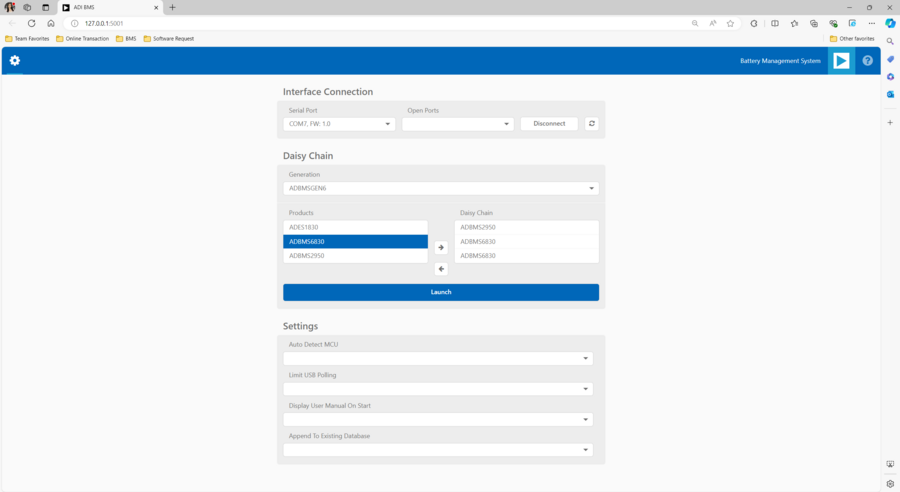 ADI BMS
127.0.0.1:5001
Team Favorites
Online Transaction
BMS
Software Request
Other favorites
Battery Management System
Interface Connection
Serial Port
Open Ports
COM7, FW: 1.0
Disconnect
Daisy Chain
Generation
ADBMSGEN6
Products
Daisy Chain
ADES1830
ADBMS2950
ADBMS6830
ADBMS6830
ADBMS2950
ADBMS6830
Launch
Settings
Auto Detect MCU
Limit USB Polling
Display User Manual On Start
Append To Existing Database